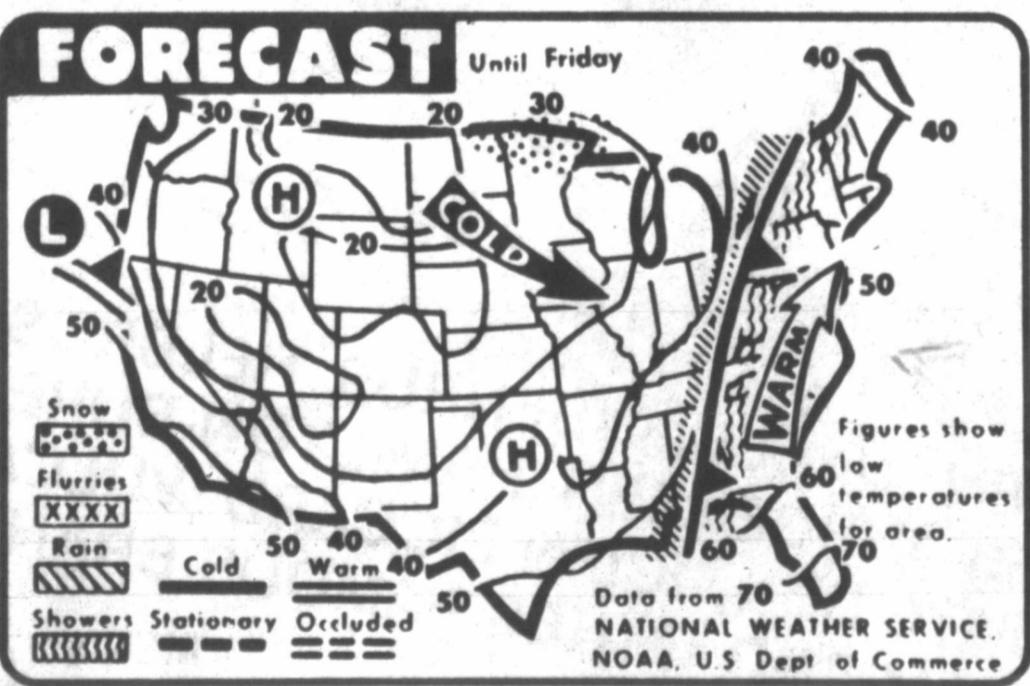 FORECAST Until Friday
40
30 20 20 30
40
40
40
H
L
COLD
20
20
50
50
WARM
Snow
Flurries
XXXX
Rain
Showers
Cold
Warm
Stationary
Occluded
H
Figures show
low
temperatures
for area.
60
60
70
50 40 40
50
Data from 70
NATIONAL WEATHER SERVICE,
NOAA, U.S Dept of Commerce